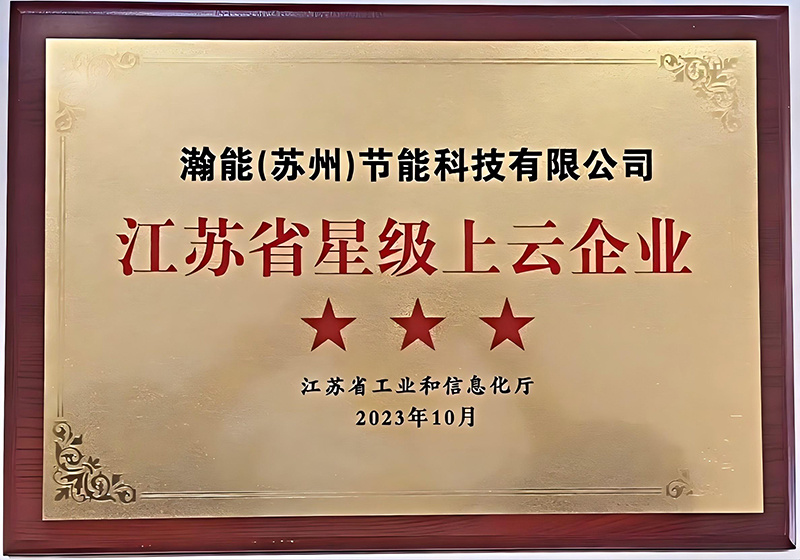 瀚能(苏州)节能科技有限公司
江苏省星级上云企业
★★★
江苏省工业和信息化厅
2023年10月